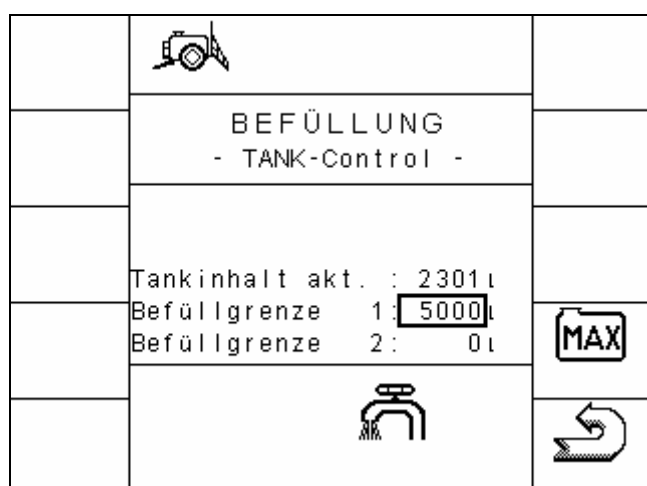 BEFÜLLUNG
- TANK-Control -
Tankinhalt akt. : 2301 l
Befüllgrenze 1: 5000 l
Befüllgrenze 2: 0 l
MAX